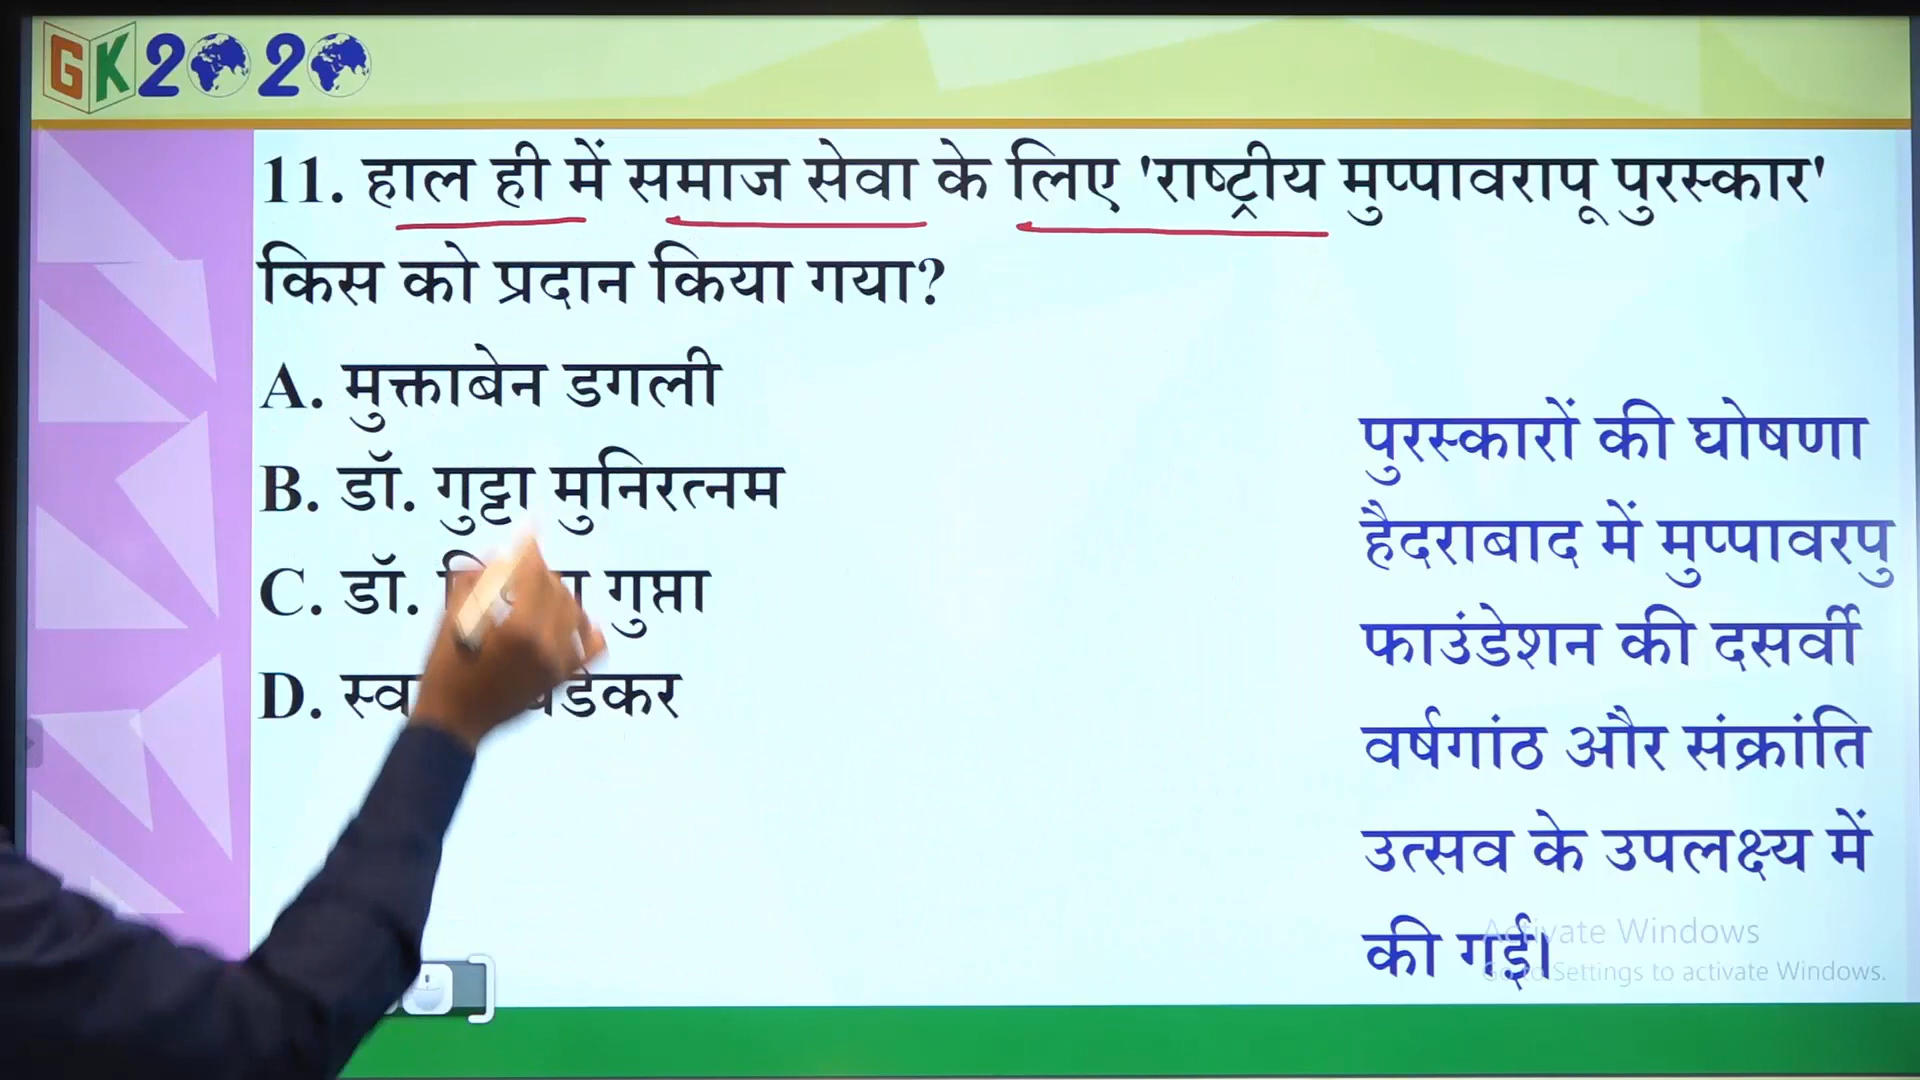 GK2020
11. हाल ही में समाज सेवा के लिए 'राष्ट्रीय मुप्पावरापू पुरस्कार'
किस को प्रदान किया गया?
A. मुक्ताबेन डगली
B. डॉ. गुट्टा मुनिरत्नम
C. डॉ. गुप्ता
D.
पुरस्कारों की घोषणा
हैदराबाद में मुप्पावरपु
फाउंडेशन की दसवीं
वर्षगांठ और संक्रांति
उत्सव के उपलक्ष्य में
की गई।
Activate Windows
Go to Settings to activate Windows.